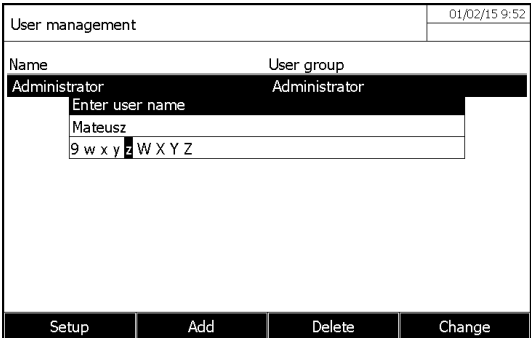 User management
01/02/15 9:52
Name User group
Administrator Administrator
Enter user name
Mateusz
9 w x y z W X Y Z
Setup Add Delete Change